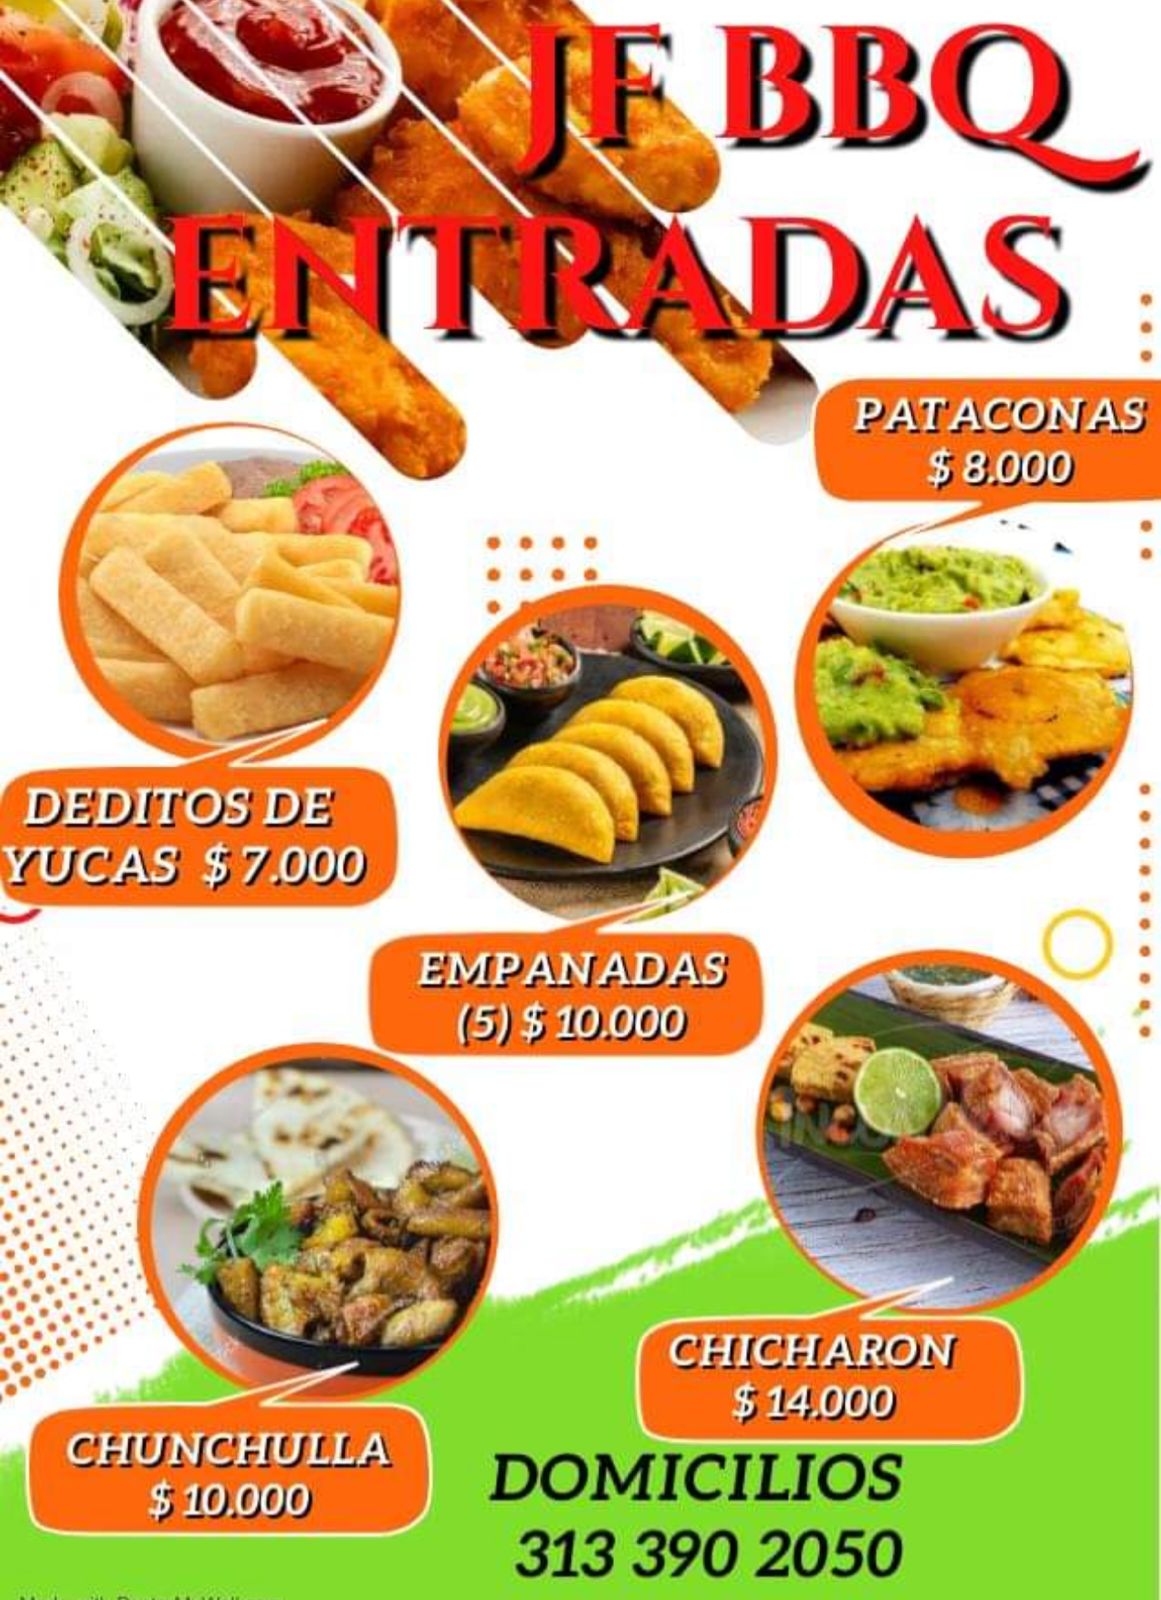 JF BBQ
ENTRADAS
PATACONAS
$ 8.000
DEDITOS DE
YUCAS $ 7.000
EMPANADAS
(5) $ 10.000
CHICHARON
$ 14.000
CHUNCHULLA
$ 10.000
DOMICILIOS
313 390 2050